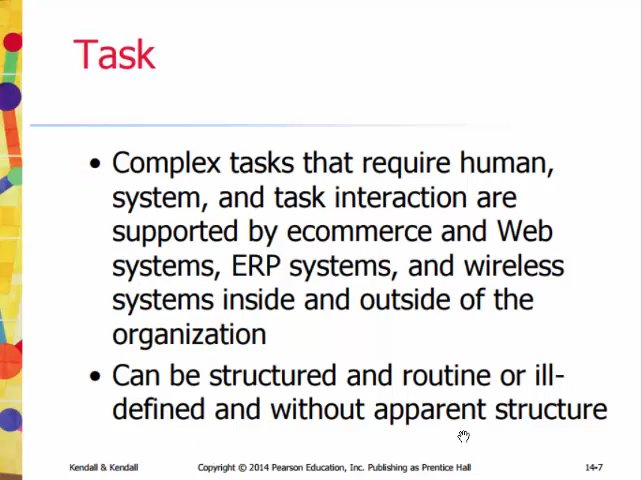 Task
• Complex tasks that require human,
system, and task interaction are
supported by ecommerce and Web
systems, ERP systems, and wireless
systems inside and outside of the
organization
• Can be structured and routine or ill-
defined and without apparent structure
Kendall & Kendall Copyright © 2014 Pearson Education, Inc. Publishing as Prentice Hall 14-7